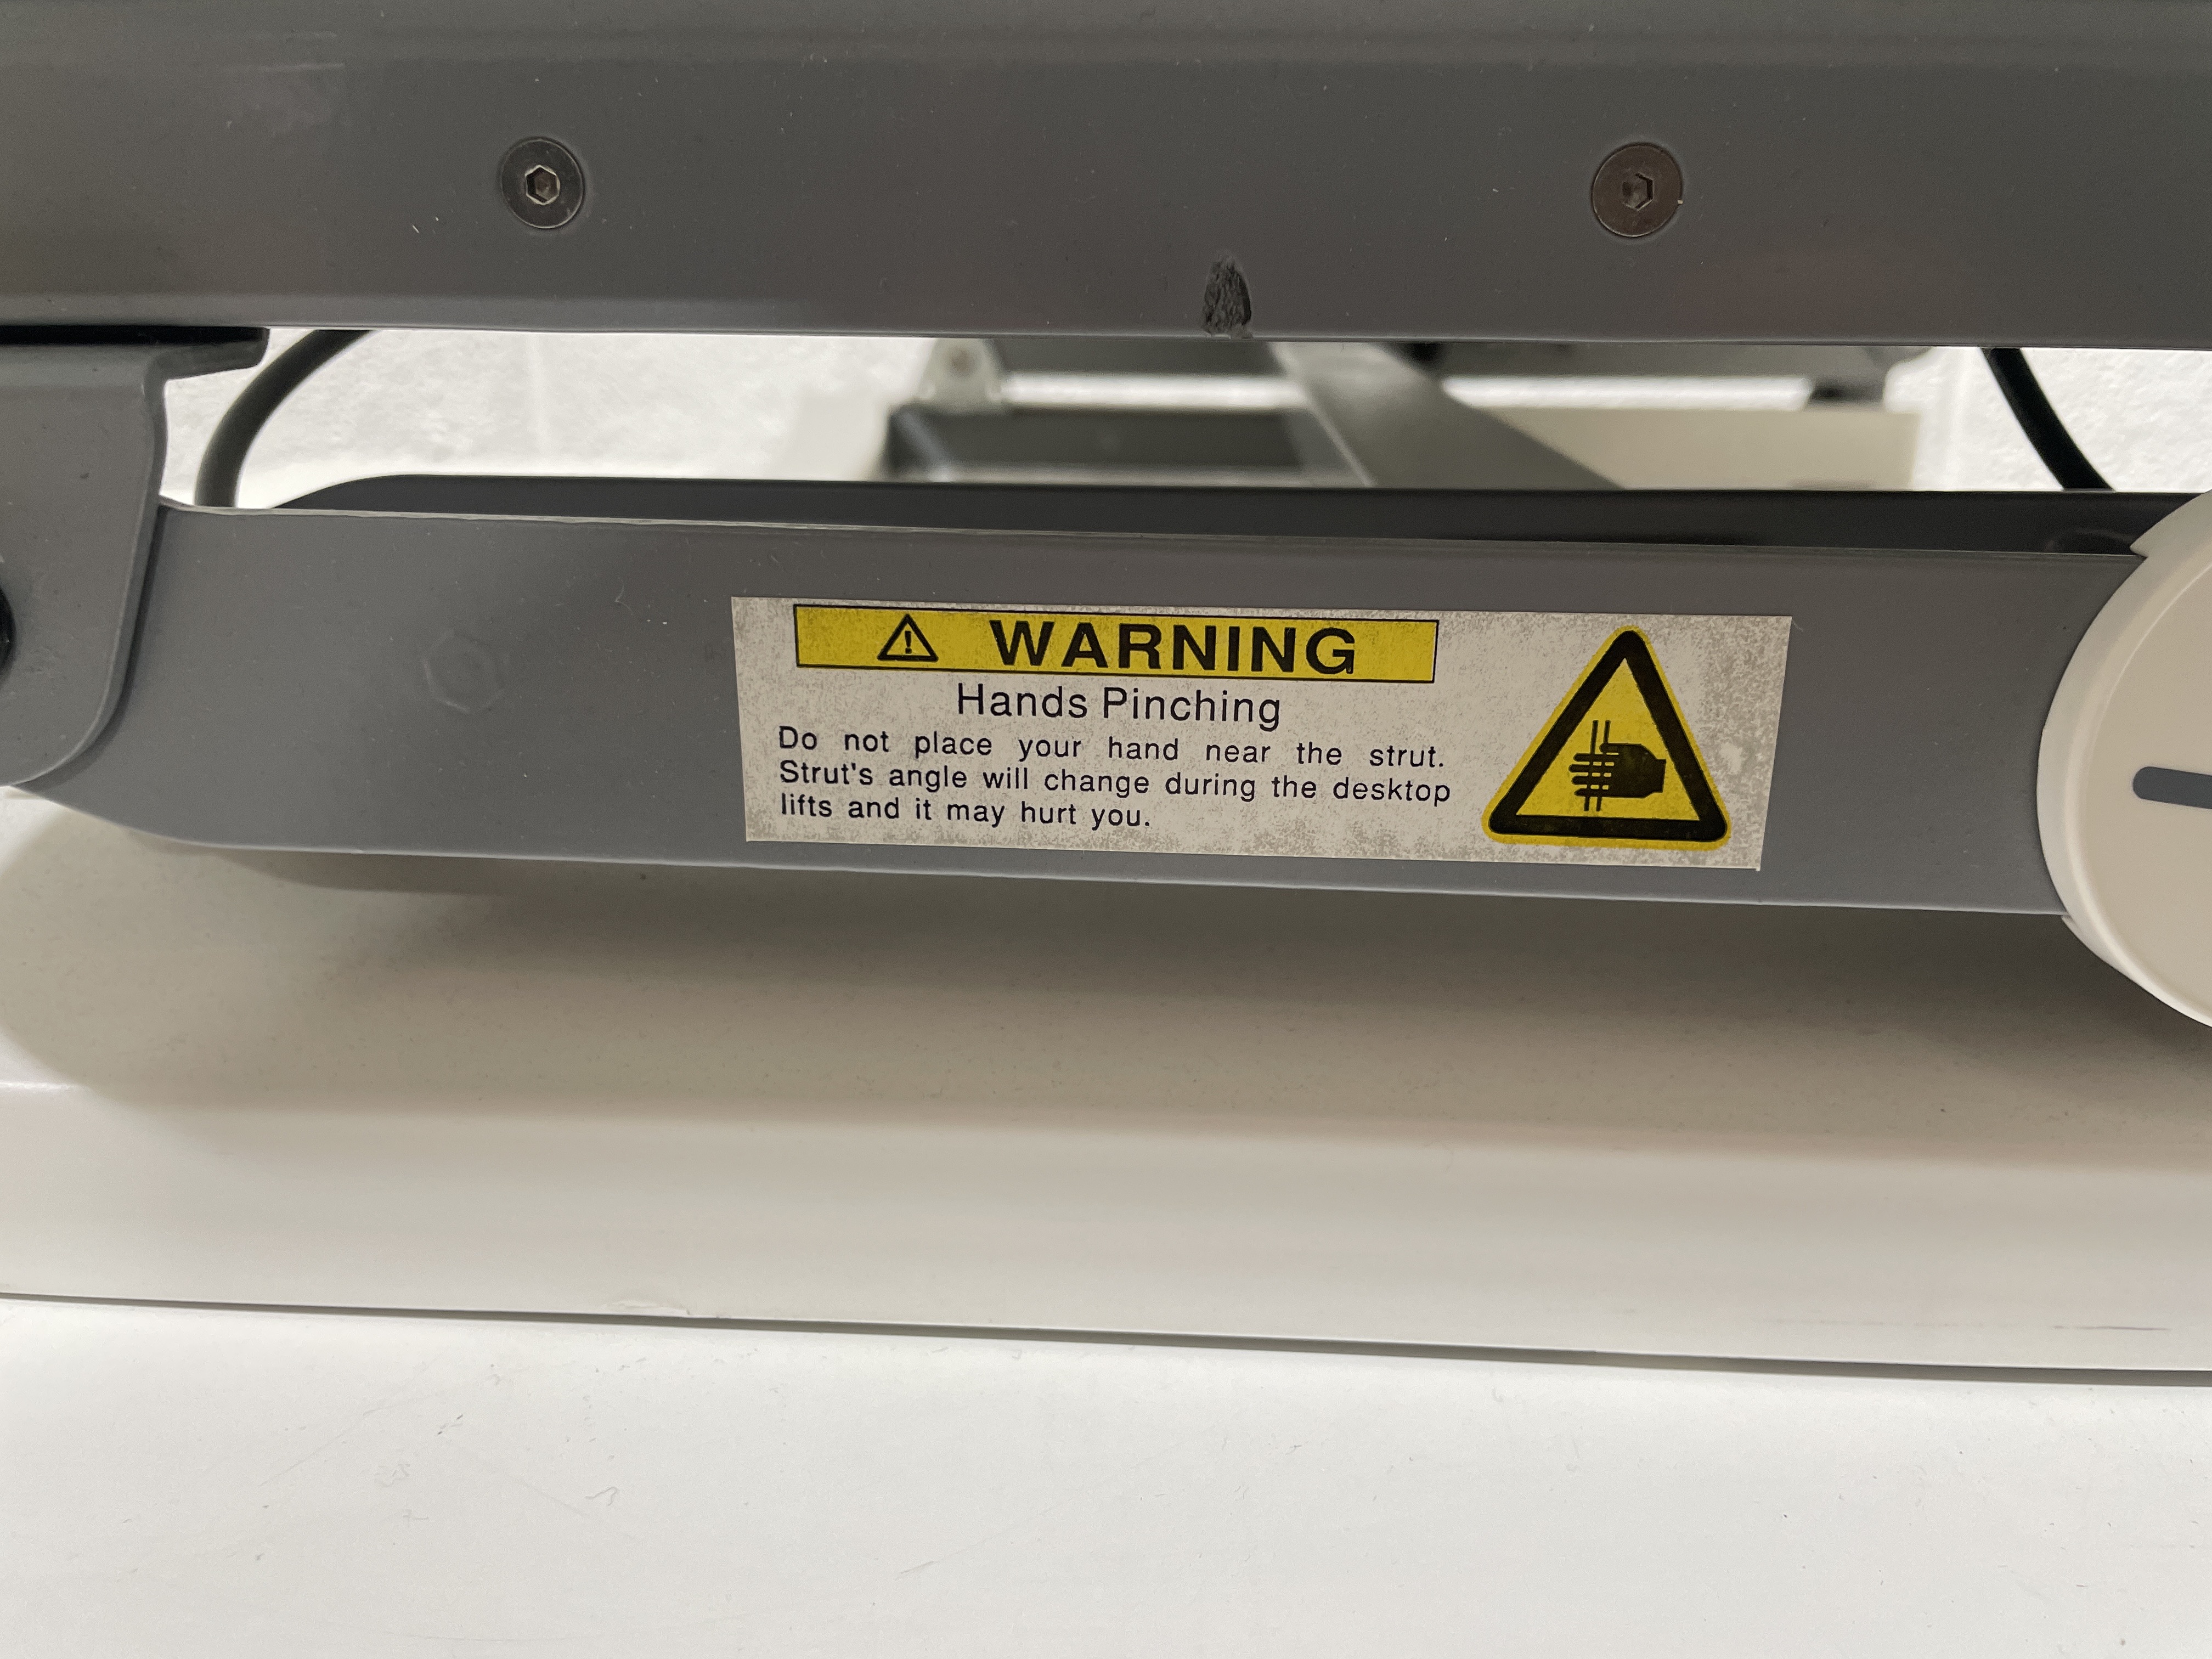 WARNING
Hands Pinching
Do not place your hand near the strut.
Strut's angle will change during the desktop
lifts and it may hurt you.